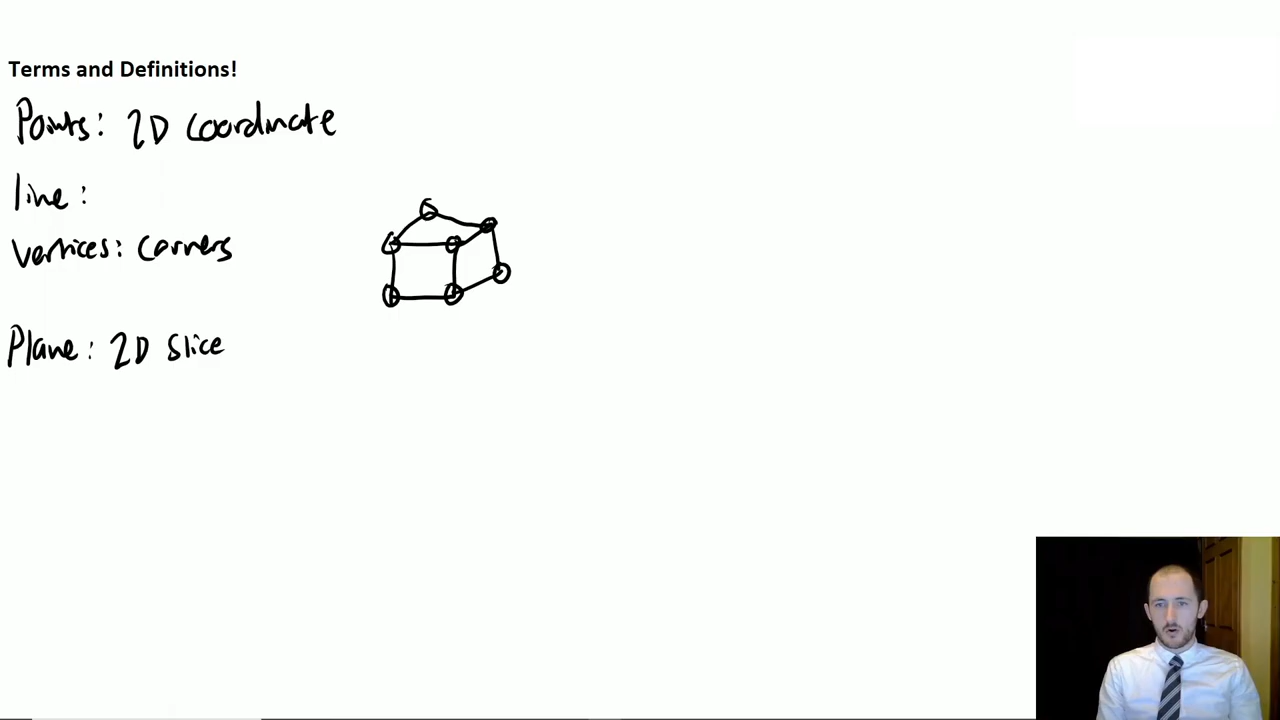 Terms and Definitions!
Points: 2D coordinate
line:
vertices: corners
Plane: 2D slice